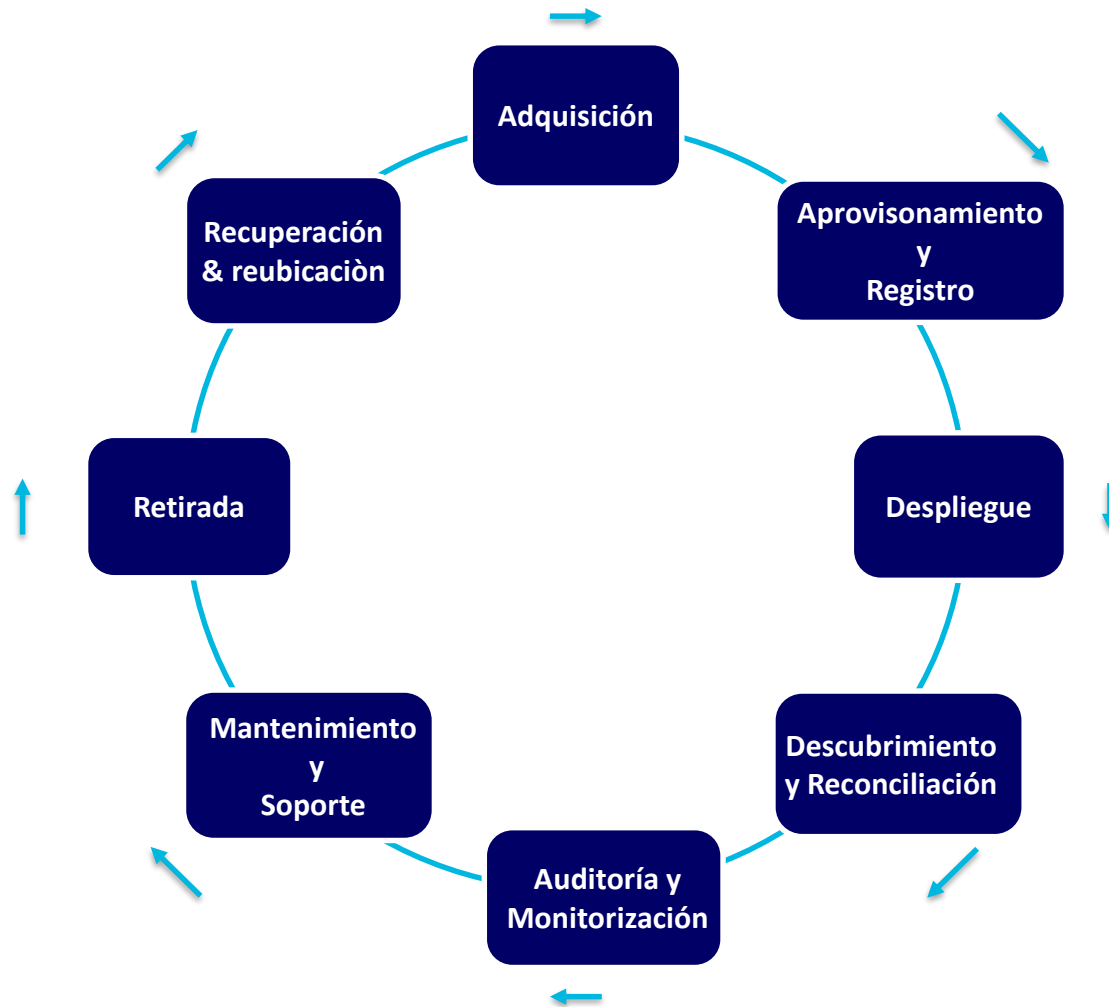 Adquisición
Aprovisonamiento
y
Registro
Despliegue
Descubrimiento
y Reconciliación
Auditoría y
Monitorización
Mantenimiento
y
Soporte
Retirada
Recuperación
& reubicaciòn